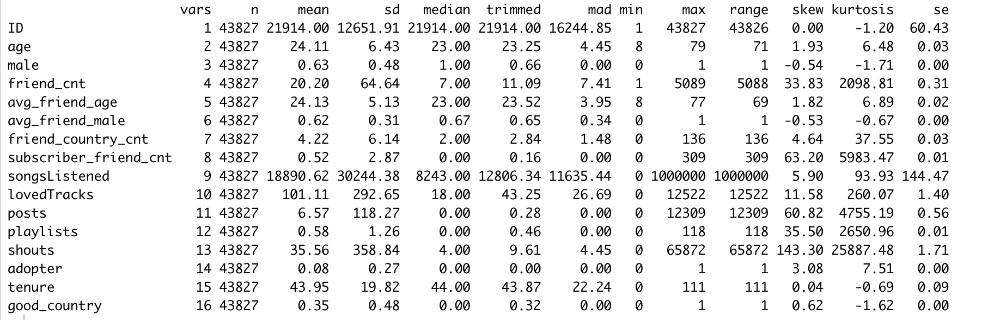 vars n mean sd median trimmed mad min max range skew kurtosis se
ID 1 43827 21914.00 12651.91 21914.00 21914.00 16244.85 1 43827 43826 0.00 -1.20 60.43
age 2 43827 24.11 6.43 23.00 23.25 4.45 8 79 71 1.93 6.48 0.03
male 3 43827 0.63 0.48 1.00 0.66 0.00 0 1 1 -0.54 -1.71 0.00
friend_cnt 4 43827 20.20 64.64 7.00 11.09 7.41 1 5089 5088 33.83 2098.81 0.31
avg_friend_age 5 43827 24.13 5.13 23.00 23.52 3.95 8 77 69 1.82 6.89 0.02
avg_friend_male 6 43827 0.62 0.31 0.67 0.65 0.34 0 1 1 -0.53 -0.67 0.00
friend_country_cnt 7 43827 4.22 6.14 2.00 2.84 1.48 0 136 136 4.64 37.55 0.03
subscriber_friend_cnt 8 43827 0.52 2.87 0.00 0.16 0.00 0 309 309 63.20 5983.47 0.01
songsListened 9 43827 18890.62 30244.38 8243.00 12806.34 11635.44 0 1000000 1000000 5.90 93.93 144.47
lovedTracks 10 43827 101.11 292.65 18.00 43.25 26.69 0 12522 12522 11.58 260.07 1.40
posts 11 43827 6.57 118.27 0.00 0.28 0.00 0 12309 12309 60.82 4755.19 0.56
playlists 12 43827 0.58 1.26 0.00 0.46 0.00 0 118 118 35.50 2650.96 0.01
shouts 13 43827 35.56 358.84 4.00 9.61 4.45 0 65872 65872 143.30 25887.48 1.71
adopter 14 43827 0.08 0.27 0.00 0.00 0.00 0 1 1 3.08 7.51 0.00
tenure 15 43827 43.95 19.82 44.00 43.87 22.24 0 111 111 0.04 -0.69 0.09
good_country 16 43827 0.35 0.48 0.00 0.32 0.00 0 1 1 0.62 -1.62 0.00